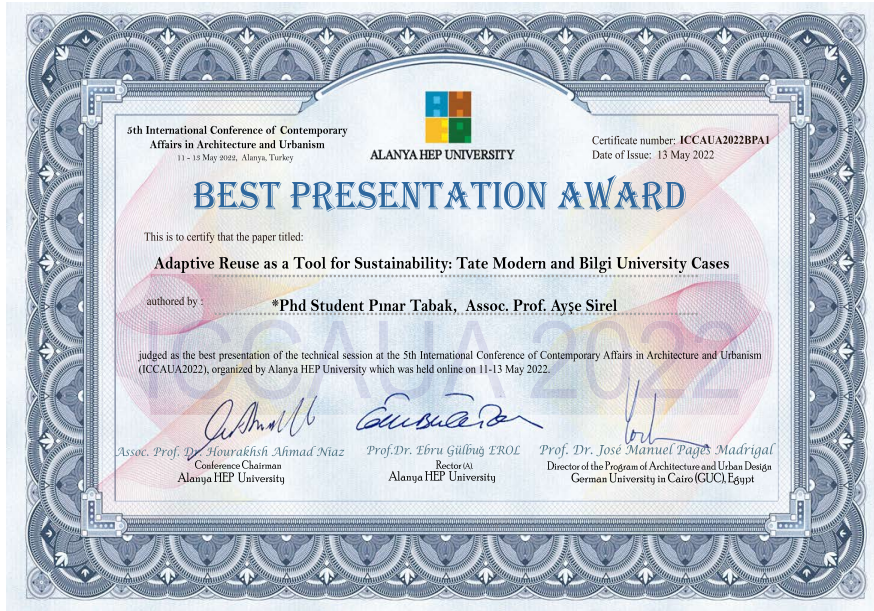 5th International Conference of Contemporary
Affairs in Architecture and Urbanism
11 - 13 May 2022, Alanya, Turkey
ALANYA HEP UNIVERSITY
Certificate number: ICCAUA2022BPA1
Date of Issue: 13 May 2022
BEST PRESENTATION AWARD
This is to certify that the paper titled:
Adaptive Reuse as a Tool for Sustainability: Tate Modern and Bilgi University Cases
authored by :
*Phd Student Pınar Tabak, Assoc. Prof. Ayşe Sirel
ICCAUA 2022
judged as the best presentation of the technical session at the 5th International Conference of Contemporary Affairs in Architecture and Urbanism
(ICCAUA2022), organized by Alanya HEP University which was held online on 11-13 May 2022.
Assoc. Prof. Dr. Hourakhsh Ahmad Nıaz
Conference Chairman
Alanya HEP University
Prof.Dr. Ebru Gülbuğ EROL
Rector (A).
Alanya HEP University
Prof. Dr. José Manuel Pagés Madrigal
Director of the Program of Architecture and Urban Design
German University in Cairo (GUC), Egypt